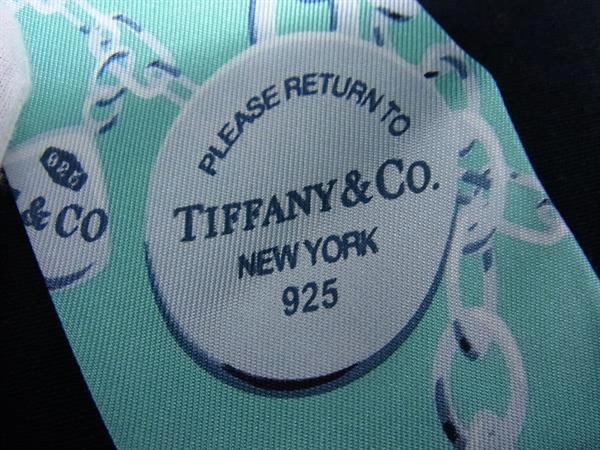 PLEASE RETURN TO
TIFFANY & CO.
NEW YORK
925
925
& CO